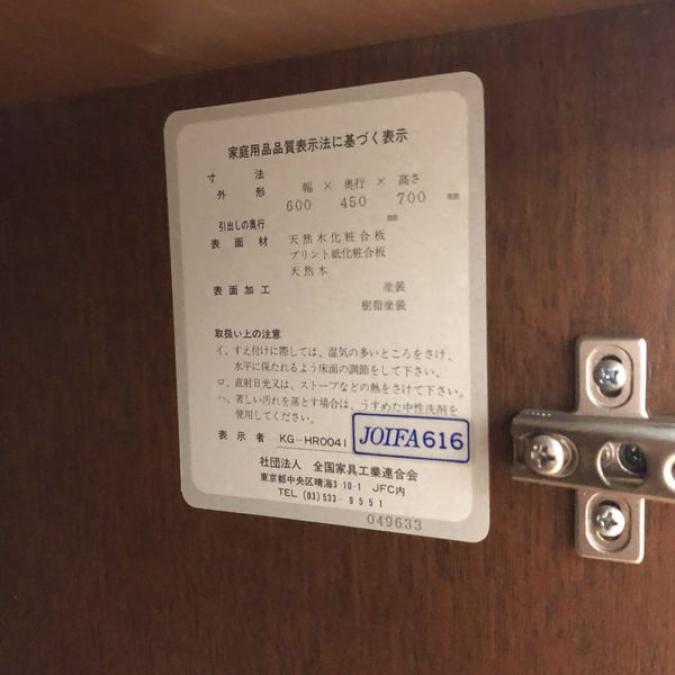 家庭用品品質表示法に基づく表示
寸法
外形 幅 × 奥行 × 高さ
600 450 700 mm
引出しの奥行 mm
表面材 天然木化粧合板
プリント紙化粧合板
天然木
表面加工 塗装
樹脂塗装
取扱い上の注意
イ、すえ付けに際しては、湿気の多いところをさけ、
水平に保たれるよう床面の調節をして下さい。
ロ、直射日光又は、ストーブなどの熱をさけて下さい。
ハ、著しい汚れを落とす場合は、うすめた中性洗剤を
使用してください。
表示者 KG-HR0041 JOIFA616
社団法人 全国家具工業連合会
東京都中央区晴海3-10-1 JFC内
TEL (03)533-9551
049633